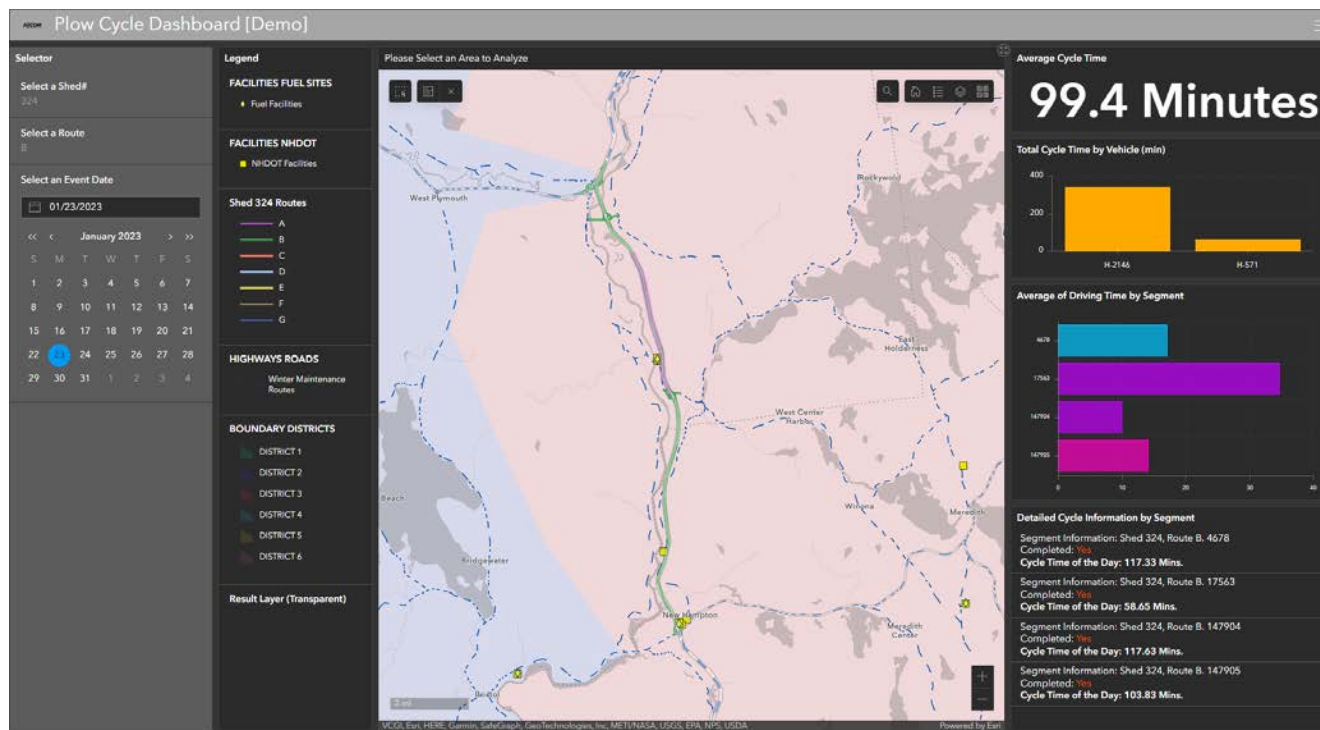 AECOM Plow Cycle Dashboard [Demo]
Selector
Select a Shed#
324
Select a Route
B
Select an Event Date
01/23/2023
<< < January 2023 > >>
S M T W T F S
1 2 3 4 5 6 7
8 9 10 11 12 13 14
15 16 17 18 19 20 21
22 23 24 25 26 27 28
29 30 31 1 2 3 4
Legend
FACILITIES FUEL SITES
Fuel Facilities
FACILITIES NHDOT
NHDOT Facilities
Shed 324 Routes
A
B
C
D
E
F
G
HIGHWAYS ROADS
Winter Maintenance
Routes
BOUNDARY DISTRICTS
DISTRICT 1
DISTRICT 2
DISTRICT 3
DISTRICT 4
DISTRICT 5
DISTRICT 6
Result Layer (Transparent)
Please Select an Area to Analyze
West Plymouth
Rockywold
East
Holderness
West Center
Harbor
Beach
Winona
Meredith
Bridgewater
New Hampton
Meredith
Center
Bristol
2 mi
VCGI, Esri, HERE, Garmin, SafeGraph, GeoTechnologies, Inc, METI/NASA, USGS, EPA, NPS, USDA
Powered by Esri
Average Cycle Time
99.4 Minutes
Total Cycle Time by Vehicle (min)
400
200
0
H-2146 H-571
Average of Driving Time by Segment
4678
17563
147904
147905
0 10 20 30 40
Detailed Cycle Information by Segment
Segment Information: Shed 324, Route B. 4678
Completed: Yes
Cycle Time of the Day: 117.33 Mins.
Segment Information: Shed 324, Route B. 17563
Completed: Yes
Cycle Time of the Day: 58.65 Mins.
Segment Information: Shed 324, Route B. 147904
Completed: Yes
Cycle Time of the Day: 117.63 Mins.
Segment Information: Shed 324, Route B. 147905
Completed: Yes
Cycle Time of the Day: 103.83 Mins.